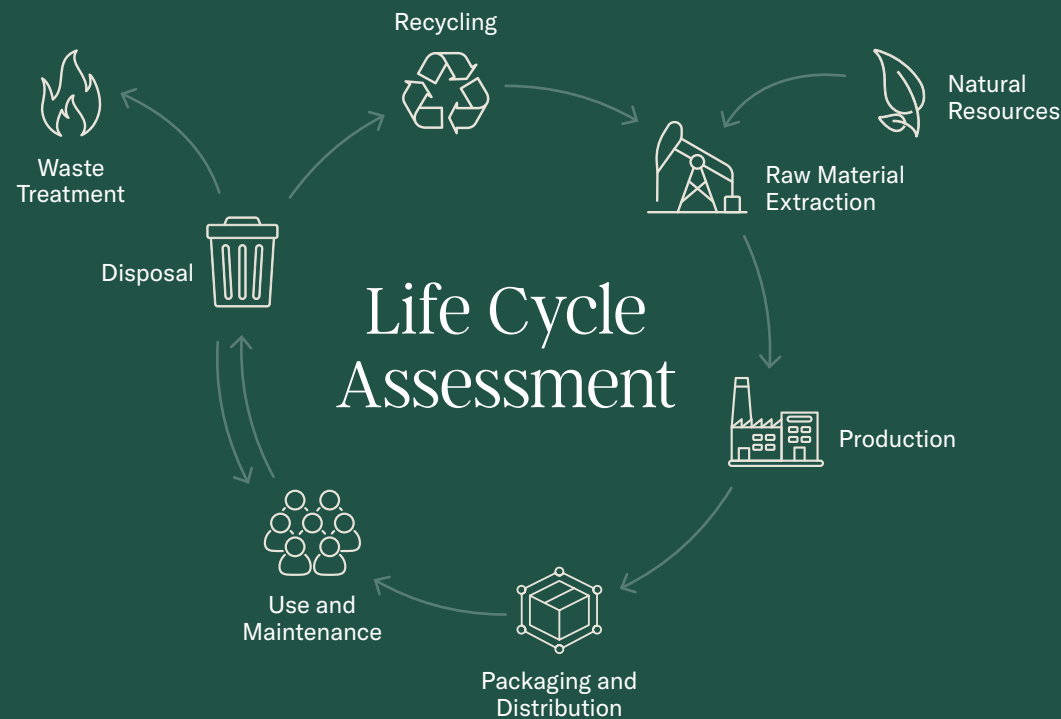 Recycling
Natural
Resources
Waste
Treatment
Raw Material
Extraction
Disposal
Life Cycle
Assessment
Production
Use and
Maintenance
Packaging and
Distribution